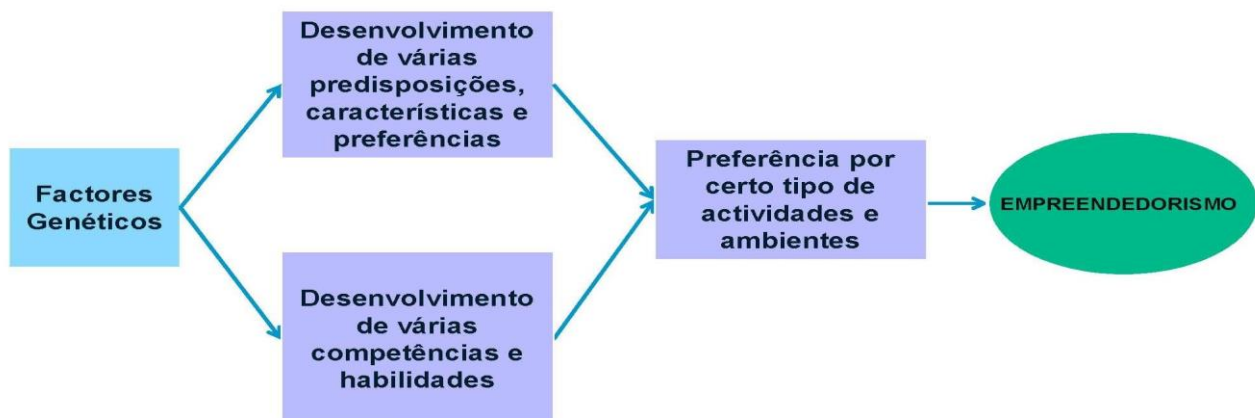 Factores
Genéticos
Desenvolvimento
de várias
predisposições,
características e
preferências
Desenvolvimento
de várias
competências e
habilidades
Preferência por
certo tipo de
actividades e
ambientes
EMPREENDEDORISMO